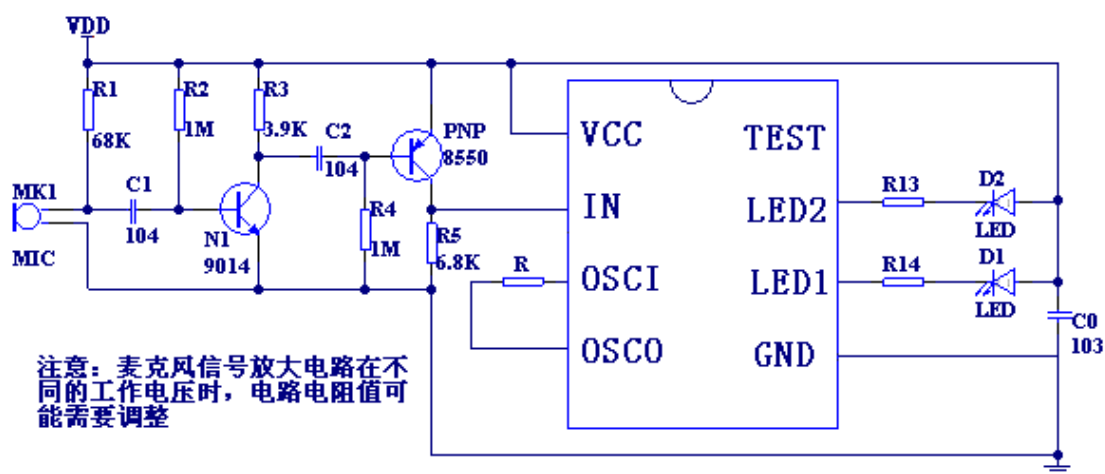 VDD
R1
68K
R2
1M
R3
3.9K
C2
104
PNP
8550
MK1
MIC
C1
104
N1
9014
R4
1M
R5
6.8K
R
VCC
IN
OSCI
OSCO
TEST
LED2
LED1
GND
R13
D2
LED
R14
D1
LED
C0
103
注意：麦克风信号放大电路在不
同的工作电压时，电路电阻值可
能需要调整